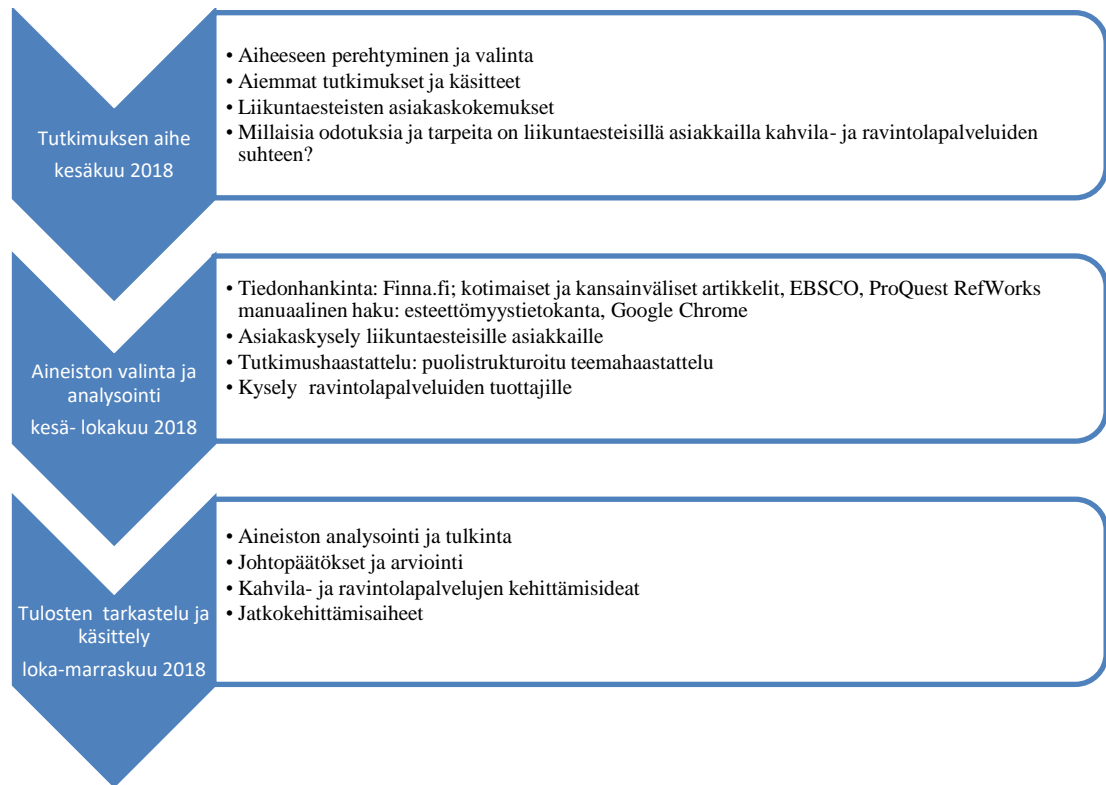 Tutkimuksen aihe
kesäkuu 2018
• Aiheeseen perehtyminen ja valinta
• Aiemmat tutkimukset ja käsitteet
• Liikuntaesteisten asiakaskokemukset
• Millaisia odotuksia ja tarpeita on liikuntaesteisillä asiakkailla kahvila- ja ravintolapalveluiden
suhteen?
Aineiston valinta ja
analysointi
kesä- lokakuu 2018
• Tiedonhankinta: Finna.fi; kotimaiset ja kansainväliset artikkelit, EBSCO, ProQuest RefWorks
manuaalinen haku: esteettömyystietokanta, Google Chrome
• Asiakaskysely liikuntaesteisille asiakkaille
• Tutkimushaastattelu: puolistrukturoitu teemahaastattelu
• Kysely ravintolapalveluiden tuottajille
Tulosten tarkastelu ja
käsittely
loka-marraskuu 2018
• Aineiston analysointi ja tulkinta
• Johtopäätökset ja arviointi
• Kahvila- ja ravintolapalvelujen kehittämisideat
• Jatkokehittämisaiheet